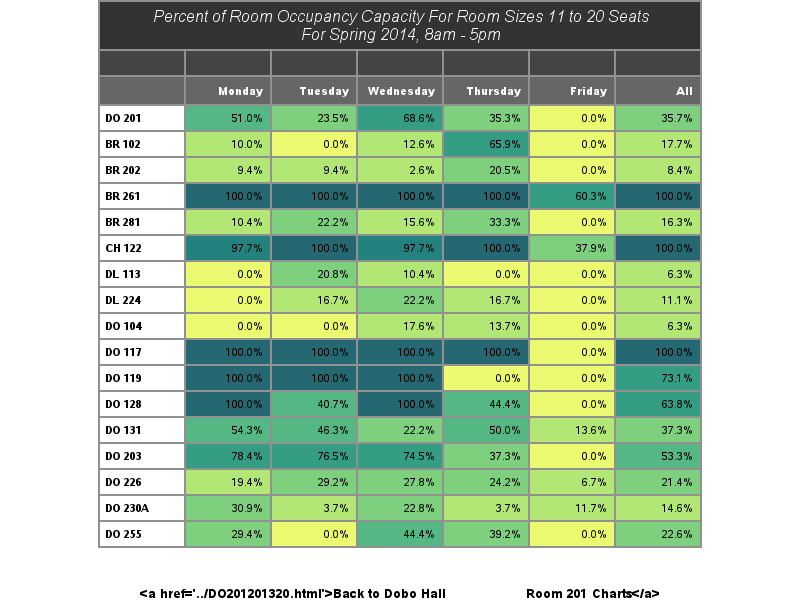 Percent of Room Occupancy Capacity For Room Sizes 11 to 20 Seats
For Spring 2014, 8am - 5pm
Monday Tuesday Wednesday Thursday Friday All
DO 201 51.0% 23.5% 68.6% 35.3% 0.0% 35.7%
BR 102 10.0% 0.0% 12.6% 65.9% 0.0% 17.7%
BR 202 9.4% 9.4% 2.6% 20.5% 0.0% 8.4%
BR 261 100.0% 100.0% 100.0% 100.0% 60.3% 100.0%
BR 281 10.4% 22.2% 15.6% 33.3% 0.0% 16.3%
CH 122 97.7% 100.0% 97.7% 100.0% 37.9% 100.0%
DL 113 0.0% 20.8% 10.4% 0.0% 0.0% 6.3%
DL 224 0.0% 16.7% 22.2% 16.7% 0.0% 11.1%
DO 104 0.0% 0.0% 17.6% 13.7% 0.0% 6.3%
DO 117 100.0% 100.0% 100.0% 100.0% 0.0% 100.0%
DO 119 100.0% 100.0% 100.0% 0.0% 0.0% 73.1%
DO 128 100.0% 40.7% 100.0% 44.4% 0.0% 63.8%
DO 131 54.3% 46.3% 22.2% 50.0% 13.6% 37.3%
DO 203 78.4% 76.5% 74.5% 37.3% 0.0% 53.3%
DO 226 19.4% 29.2% 27.8% 24.2% 6.7% 21.4%
DO 230A 30.9% 3.7% 22.8% 3.7% 11.7% 14.6%
DO 255 29.4% 0.0% 44.4% 39.2% 0.0% 22.6%
<a href='../DO201201320.html'>Back to Dobo Hall Room 201 Charts</a>